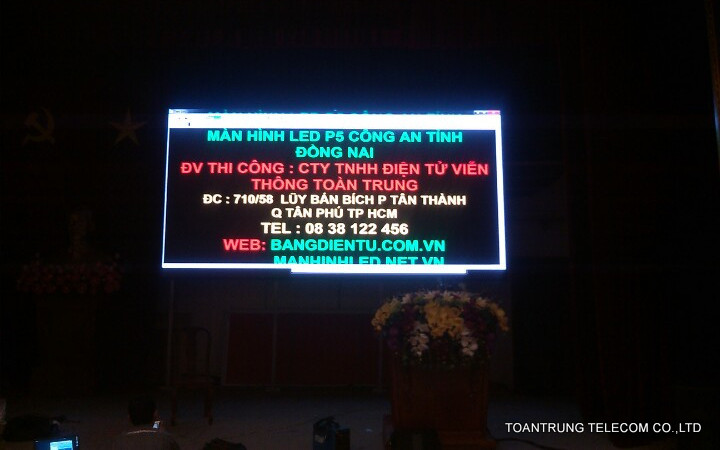 MÀN HÌNH LED P5 CÔNG AN TỈNH
ĐỒNG NAI
ĐV THI CÔNG : CTY TNHH ĐIỆN TỬ VIỄN
THÔNG TOÀN TRUNG
ĐC : 710/58 LŨY BÁN BÍCH P TÂN THÀNH
Q TÂN PHÚ TP HCM
TEL : 08 38 122 456
WEB: BANGDIENTU.COM.VN
MANHINHLED.NET.VN
TOANTRUNG TELECOM CO.,LTD